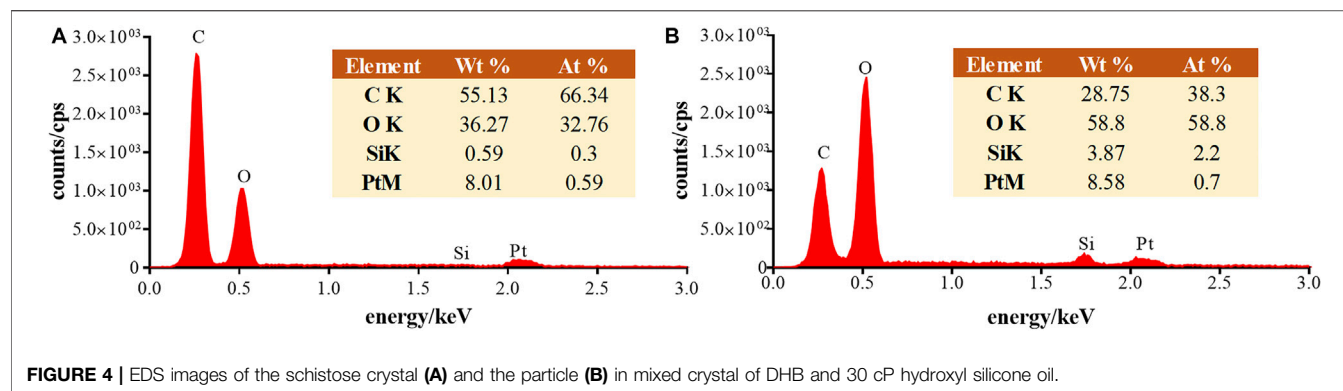 A
3.0×10⁰³
2.5×10⁰³
2.0×10⁰³
1.5×10⁰³
1.0×10⁰³
5.0×10⁰²
0
counts/cps
C
O
Si
Pt
Element Wt % At %
C K 55.13 66.34
O K 36.27 32.76
SiK 0.59 0.3
PtM 8.01 0.59
0.0 0.5 1.0 1.5 2.0 2.5 3.0
energy/keV
B
3.0×10⁰³
2.5×10⁰³
2.0×10⁰³
1.5×10⁰³
1.0×10⁰³
5.0×10⁰²
0
counts/cps
C
O
Si
Pt
Element Wt % At %
C K 28.75 38.3
O K 58.8 58.8
SiK 3.87 2.2
PtM 8.58 0.7
0.0 0.5 1.0 1.5 2.0 2.5 3.0
energy/keV
FIGURE 4 | EDS images of the schistose crystal (A) and the particle (B) in mixed crystal of DHB and 30 cP hydroxyl silicone oil.